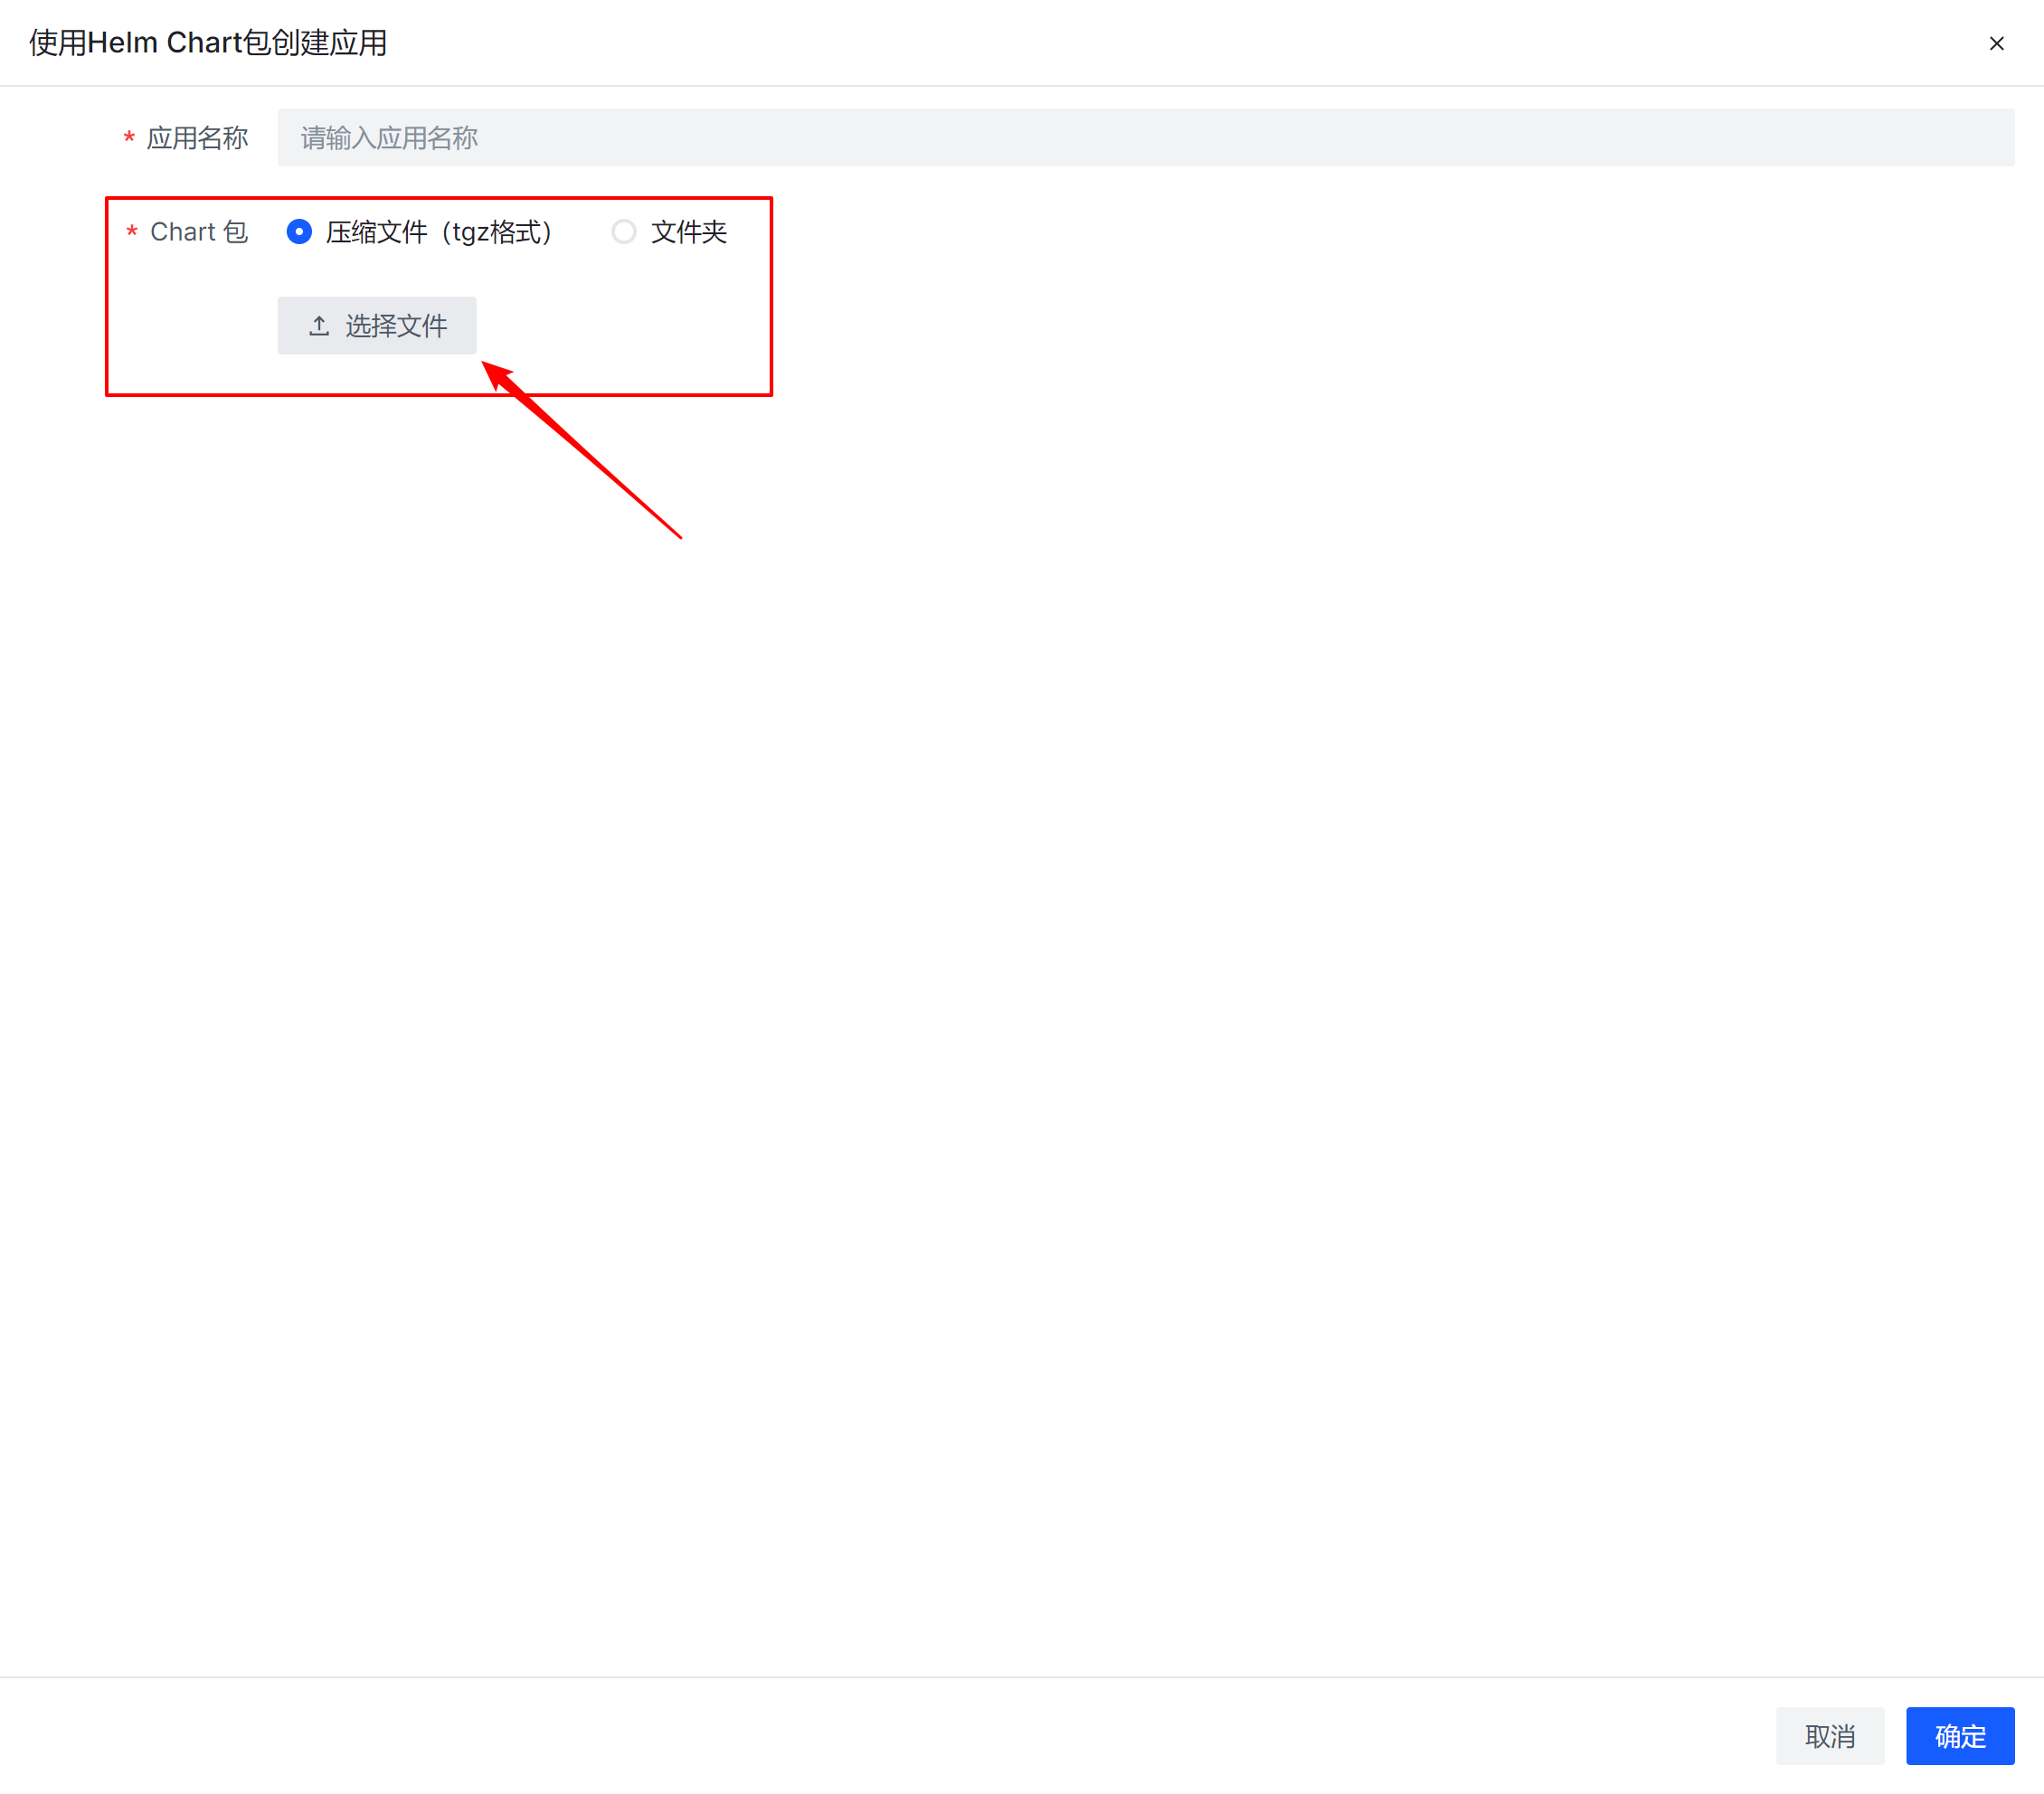 使用Helm Chart包创建应用
* 应用名称 请输入应用名称
* Chart 包 压缩文件（tgz格式） 文件夹
选择文件
取消 确定